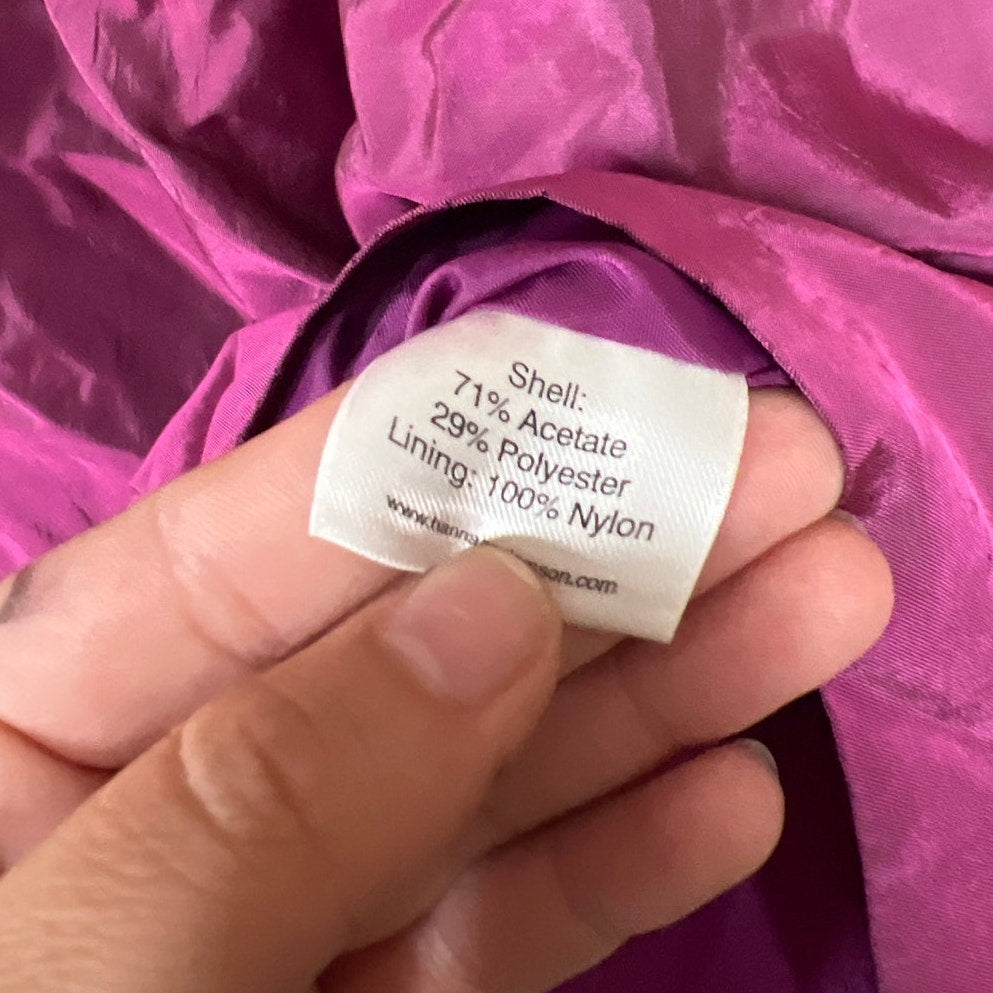 Shell:
71% Acetate
29% Polyester
Lining: 100% Nylon